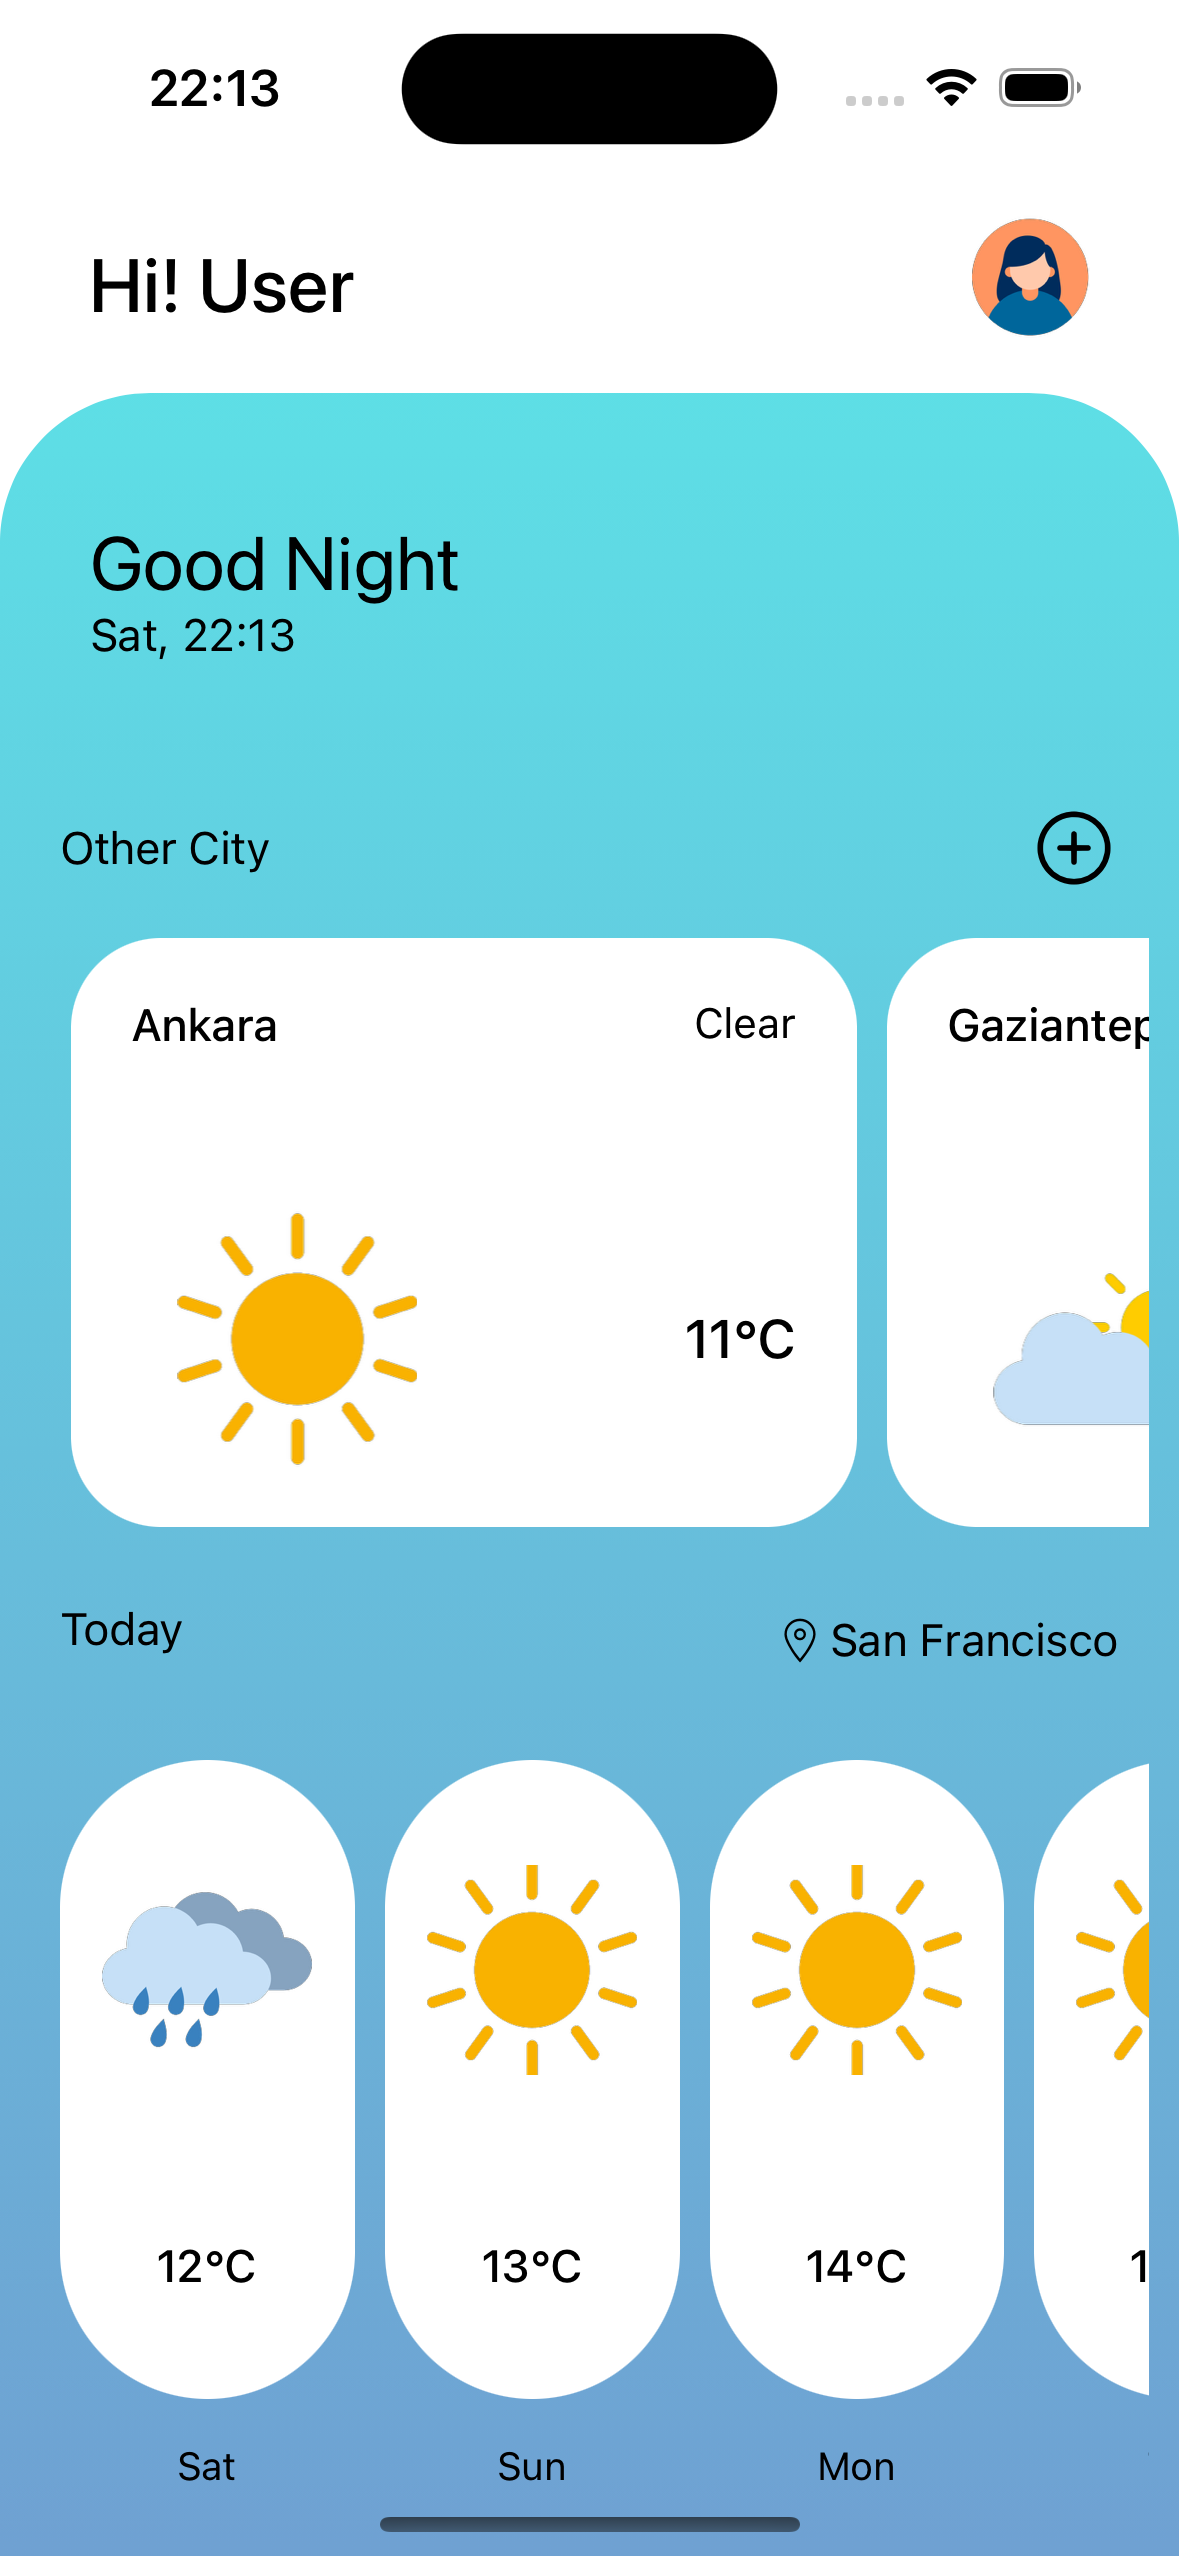 22:13
Hi! User
Good Night
Sat, 22:13
Other City
Ankara
Clear
Gaziantep
11°C
Today
San Francisco
12°C
13°C
14°C
Sat
Sun
Mon